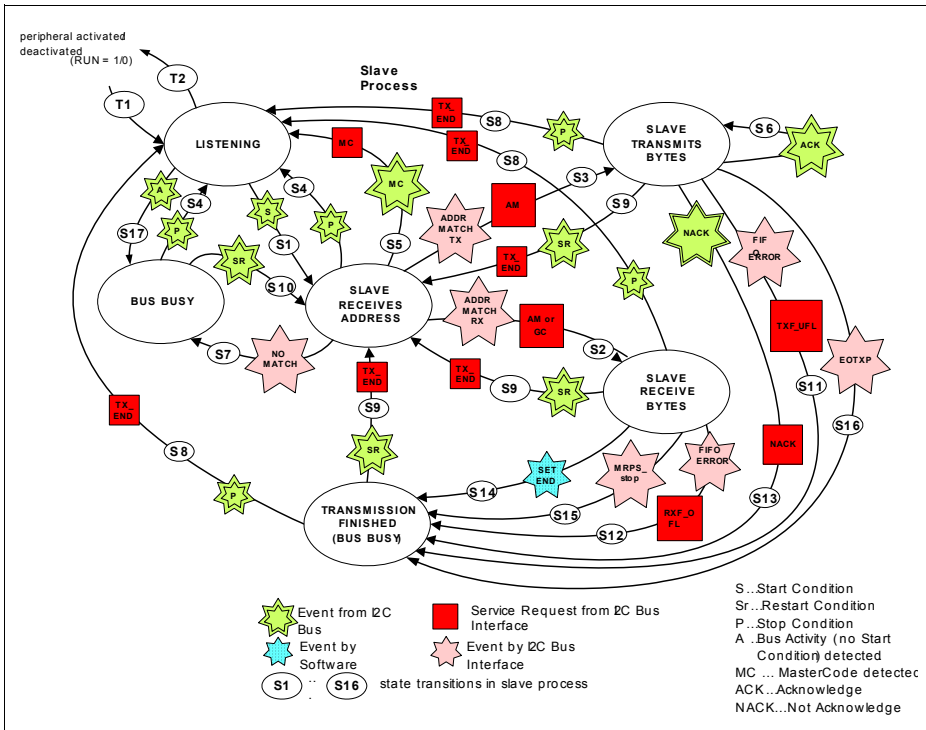 peripheral activated/
deactivated
(RUN = 1/0)
T2
T1
Slave
Process
TX_
END
S8
P
TX_
END
S8
MC
LISTENING
SLAVE
TRANSMITS
BYTES
S6
ACK
A
S4
P
S17
S
S1
S4
P
MC
S5
ADDR
MATCH
TX
AM
S3
S9
SR
TX_
END
NACK
FIF
O
ERROR
SR
S10
BUS BUSY
SLAVE
RECEIVES
ADDRESS
P
ADDR
MATCH
RX
AM or
GC
S2
TXF_UFL
EOTXP
S7
NO
MATCH
TX_
END
S9
SR
TX_
END
S9
SR
SLAVE
RECEIVE
BYTES
S11
S16
TX_
END
S8
P
SET
END
S14
MRPS_
stop
S15
FIFO
ERROR
RXF_O
FL
S12
NACK
S13
TRANSMISSION
FINISHED
(BUS BUSY)
Event from I2C
Bus
Service Request from I2C Bus
Interface
Event by
Software
Event by I2C Bus
Interface
S1 .. . S16 state transitions in slave process
S...Start Condition
Sr...Restart Condition
P...Stop Condition
A ..Bus Activity (no Start
Condition) detected
MC ... MasterCode detected
ACK...Acknowledge
NACK...Not Acknowledge